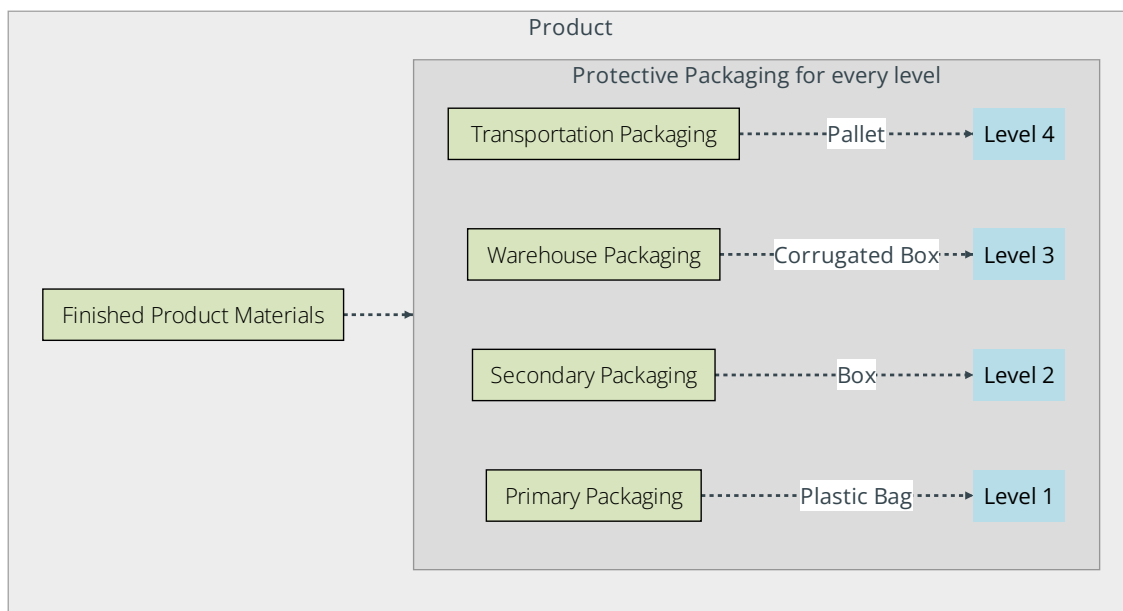 Product
Protective Packaging for every level
Transportation Packaging
Pallet
Level 4
Warehouse Packaging
Corrugated Box
Level 3
Finished Product Materials
Secondary Packaging
Box
Level 2
Primary Packaging
Plastic Bag
Level 1